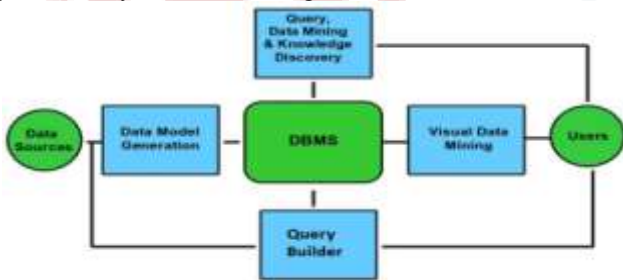 Query,
Data Mining
& Knowledge
Discovery
Data
Sources
Data Model
Generation
DBMS
Visual Data
Mining
Users
Query
Builder